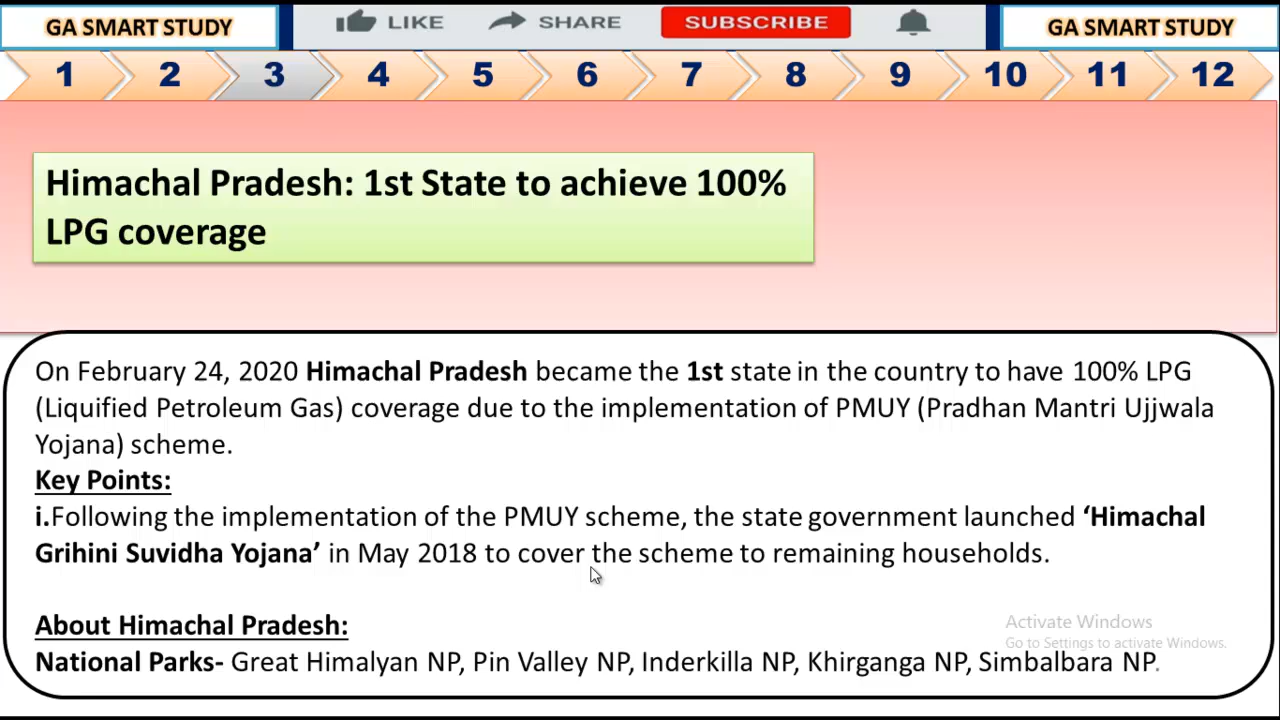 GA SMART STUDY
LIKE
SHARE
SUBSCRIBE
GA SMART STUDY
1 2 3 4 5 6 7 8 9 10 11 12
Himachal Pradesh: 1st State to achieve 100%
LPG coverage
On February 24, 2020 Himachal Pradesh became the 1st state in the country to have 100% LPG
(Liquified Petroleum Gas) coverage due to the implementation of PMUY (Pradhan Mantri Ujjwala
Yojana) scheme.
Key Points:
i.Following the implementation of the PMUY scheme, the state government launched ‘Himachal
Grihini Suvidha Yojana’ in May 2018 to cover the scheme to remaining households.
About Himachal Pradesh:
National Parks- Great Himalyan NP, Pin Valley NP, Inderkilla NP, Khirganga NP, Simbalbara NP.
Activate Windows
Go to Settings to activate Windows.